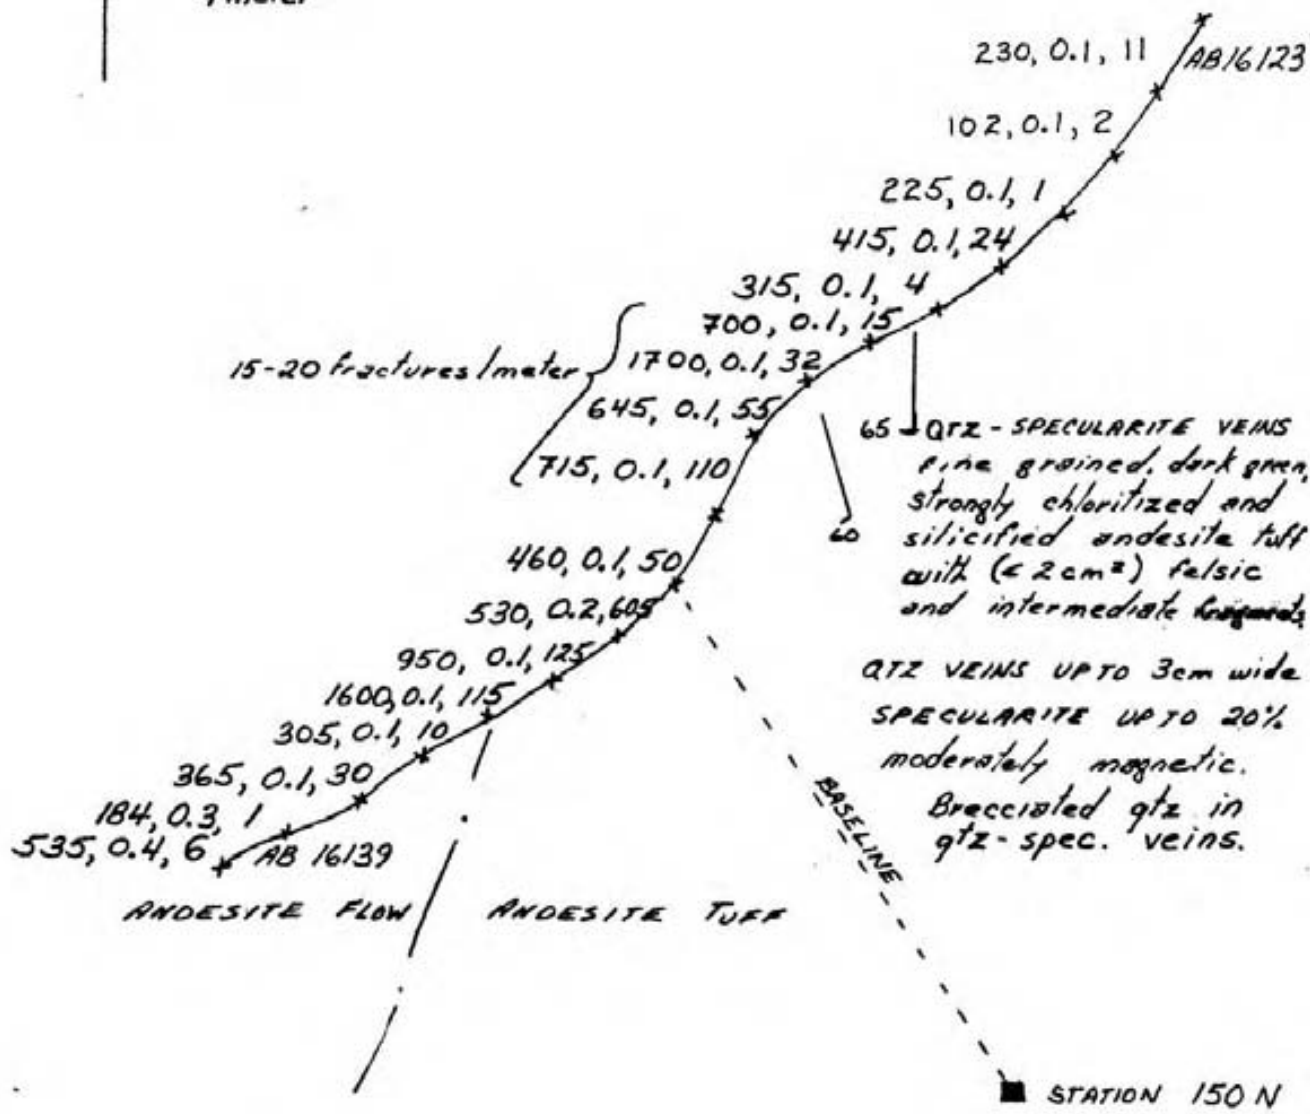 230, 0.1, 11
AB16123
102, 0.1, 2
225, 0.1, 1
415, 0.1, 24
315, 0.1, 4
700, 0.1, 15
15-20 fractures/meter
1700, 0.1, 32
645, 0.1, 55
715, 0.1, 110
65
QTZ - SPECULARITE VEINS
fine grained, dark green,
strongly chloritized and
60
silicified andesite tuff
with (< 2 cm²) felsic
and intermediate
460, 0.1, 50
530, 0.2, 605
950, 0.1, 125
1600, 0.1, 115
305, 0.1, 10
365, 0.1, 30
184, 0.3, 1
535, 0.4, 6
AB 16139
QTZ VEINS UP TO 3cm wide
SPECULARITE UP TO 20%
moderately magnetic.
Brecciated qtz in
qtz-spec. veins.
BASELINE
ANDESITE FLOW
ANDESITE TUFF
STATION 150 N